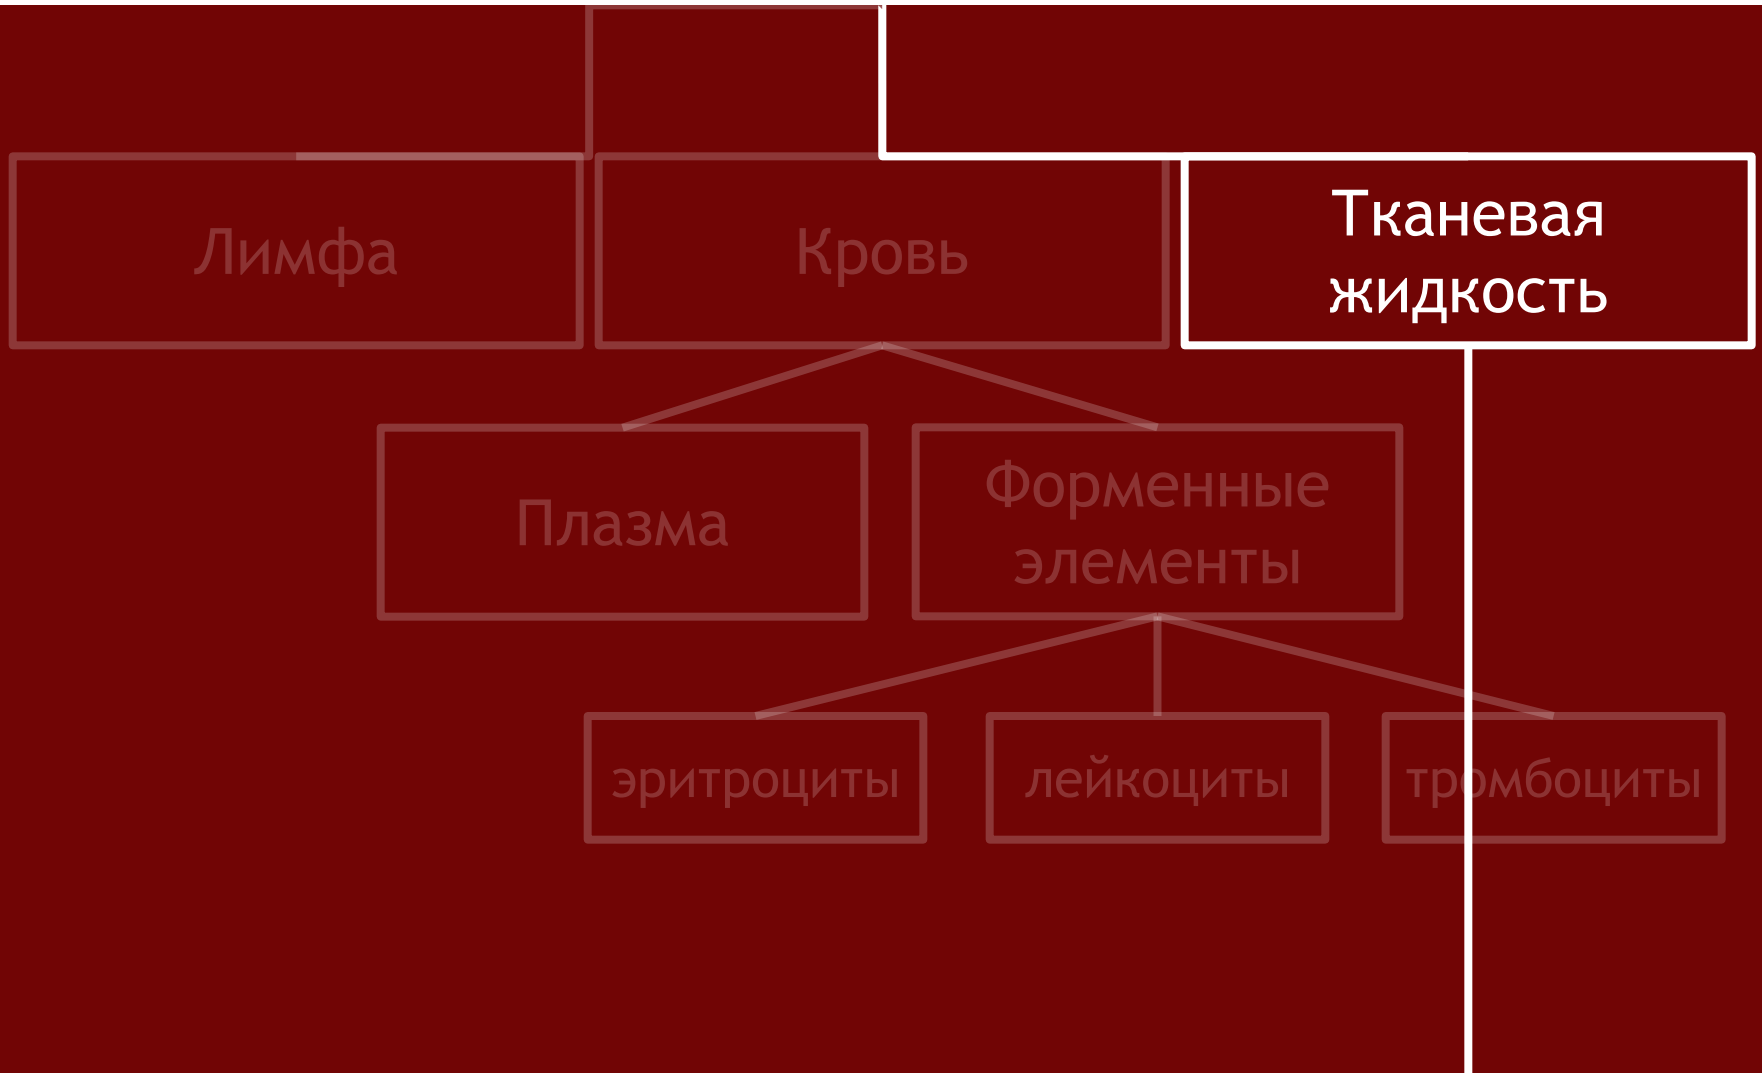 Лимфа
Кровь
Тканевая
жидкость
Плазма
Форменные
элементы
эритроциты
лейкоциты
тромбоциты